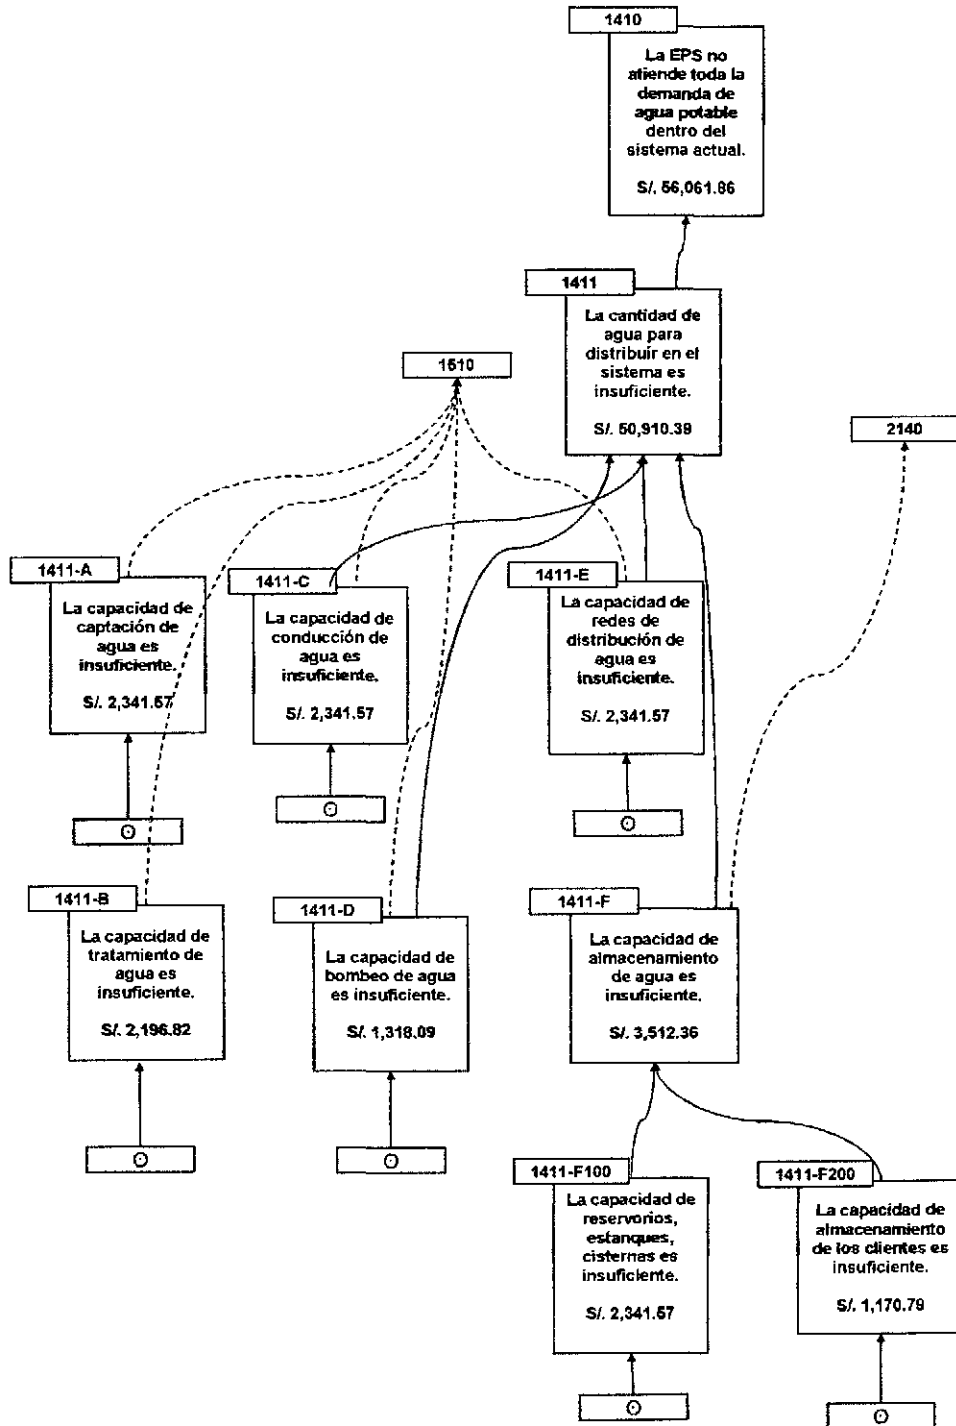 1410
La EPS no
atiende toda la
demanda de
agua potable
dentro del
sistema actual.
S/. 56,061.86
1411
La cantidad de
agua para
distribuir en el
sistema es
insuficiente.
S/. 50,910.39
1510
2140
1411-A
La capacidad de
captación de
agua es
insuficiente.
S/. 2,341.57
1411-C
La capacidad de
conducción de
agua es
insuficiente.
S/. 2,341.57
1411-E
La capacidad de
redes de
distribución de
agua es
insuficiente.
S/. 2,341.57
1411-B
La capacidad de
tratamiento de
agua es
insuficiente.
S/. 2,196.82
1411-D
La capacidad de
bombeo de agua
es insuficiente.
S/. 1,318.09
1411-F
La capacidad de
almacenamiento
de agua es
insuficiente.
S/. 3,512.36
1411-F100
La capacidad de
reservorios,
estanques,
cisternas es
insuficiente.
S/. 2,341.57
1411-F200
La capacidad de
almacenamiento
de los clientes es
insuficiente.
S/. 1,170.79